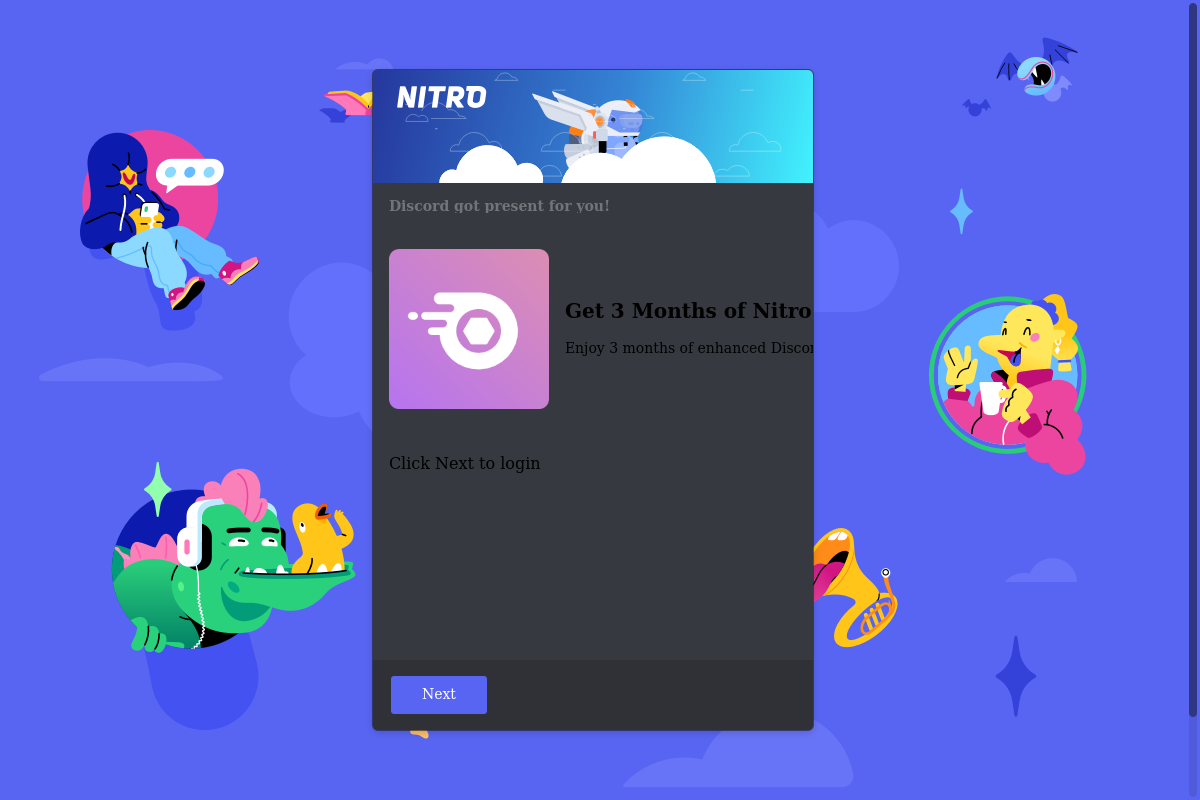 NITRO
Discord got present for you!
Get 3 Months of Nitro
Enjoy 3 months of enhanced
Click Next to login
Next